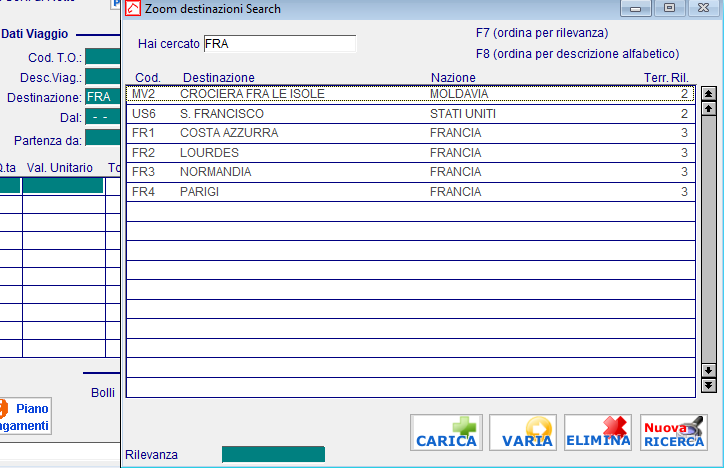 Zoom destinazioni Search
Dati Viaggio
Hai cercato FRA
F7 (ordina per rilevanza)
F8 (ordina per descrizione alfabetico)
Cod. T.O.:
Desc.Viag.:
Destinazione: FRA
Dal: - -
Partenza da:
Val. Unitario
Cod. Destinazione Nazione Terr. Ril.
MV2 CROCIERA FRA LE ISOLE MOLDAVIA 2
US6 S. FRANCISCO STATI UNITI 2
FR1 COSTA AZZURRA FRANCIA 3
FR2 LOURDES FRANCIA 3
FR3 NORMANDIA FRANCIA 3
FR4 PARIGI FRANCIA 3
Bolli
Piano
agamenti
CARICA
VARIA
ELIMINA
Nuova RICERCA
Rilevanza